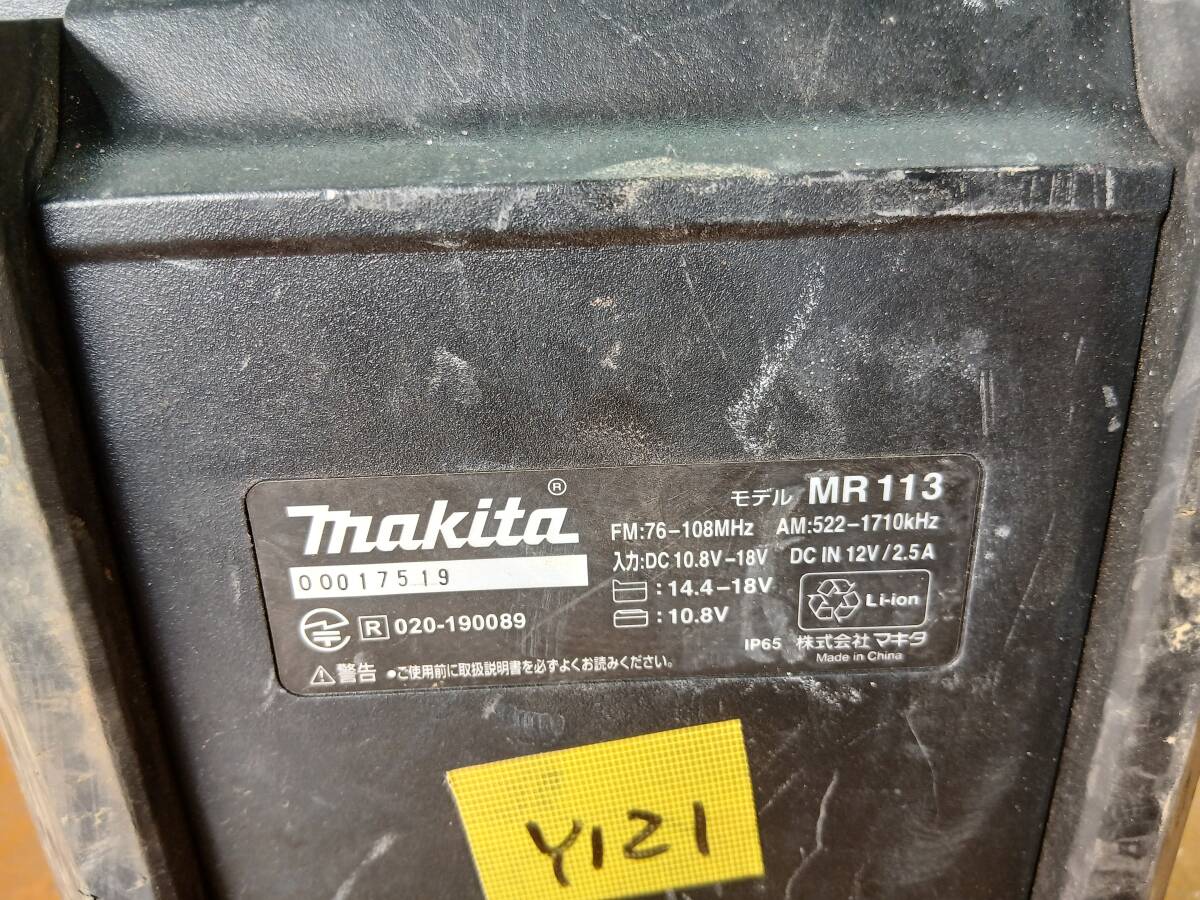 makita®
00017519
R 020-190089
⚠警告 ●ご使用前に取扱説明書を必ずよくお読みください。
モデル MR113
FM:76-108MHz AM:522-1710kHz
入力:DC 10.8V-18V DC IN 12V/2.5A
:14.4-18V
:10.8V
Li-ion
IP65 株式会社マキタ
Made in China
Y121